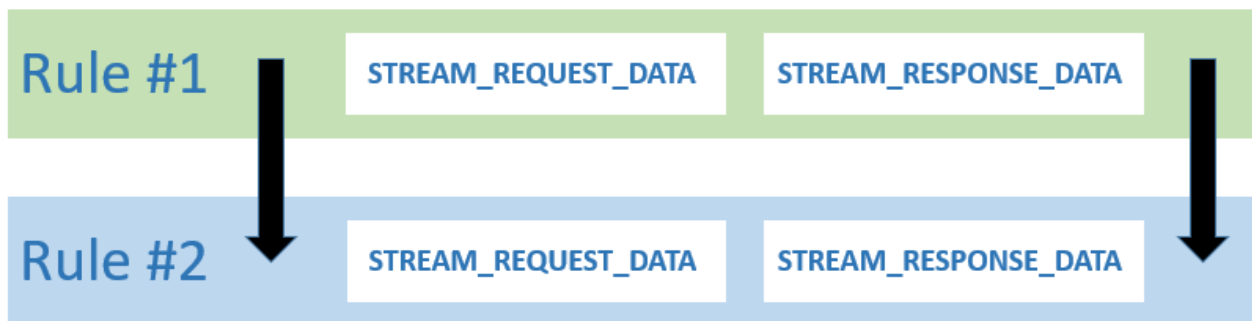 Rule #1
STREAM_REQUEST_DATA
STREAM_RESPONSE_DATA
Rule #2
STREAM_REQUEST_DATA
STREAM_RESPONSE_DATA